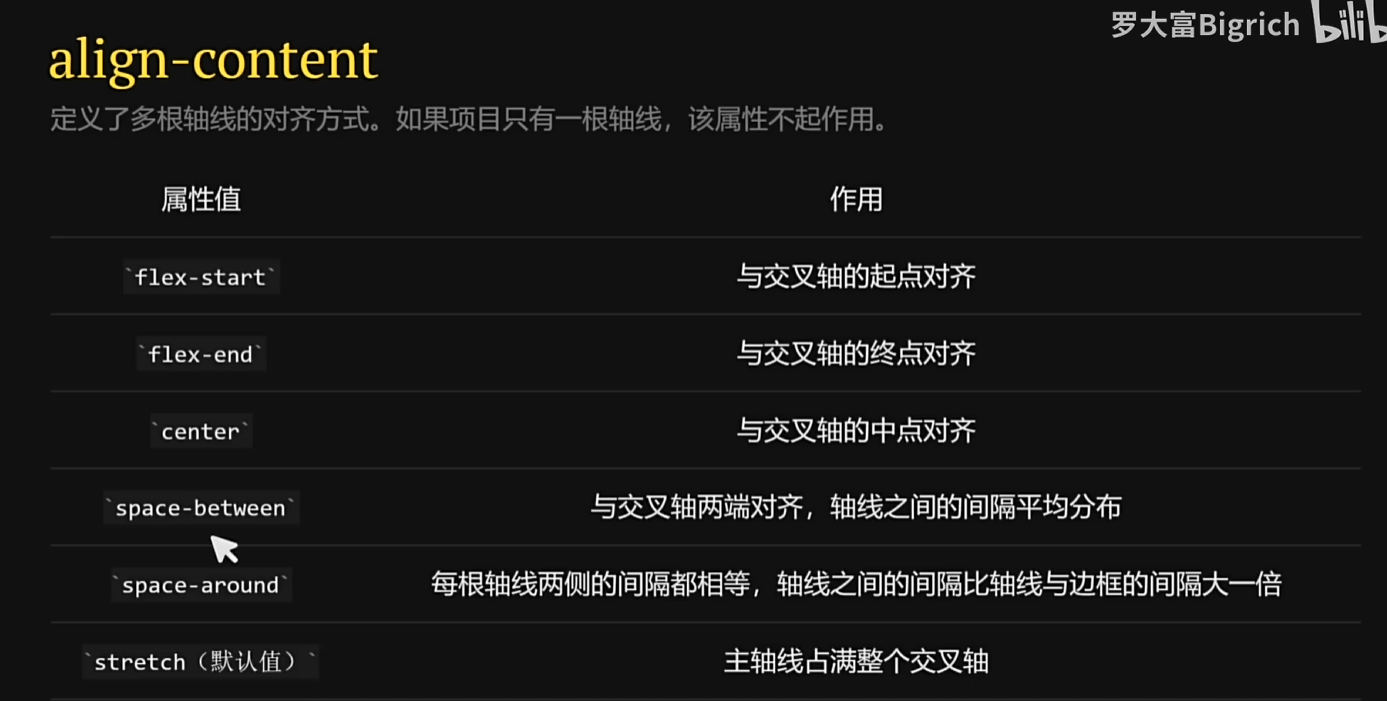 罗大富Bigrich bilib
align-content
定义了多根轴线的对齐方式。如果项目只有一根轴线，该属性不起作用。
属性值 作用
`flex-start` 与交叉轴的起点对齐
`flex-end` 与交叉轴的终点对齐
`center` 与交叉轴的中点对齐
`space-between` 与交叉轴两端对齐，轴线之间的间隔平均分布
`space-around` 每根轴线两侧的间隔都相等，轴线之间的间隔比轴线与边框的间隔大一倍
`stretch（默认值）` 主轴线占满整个交叉轴